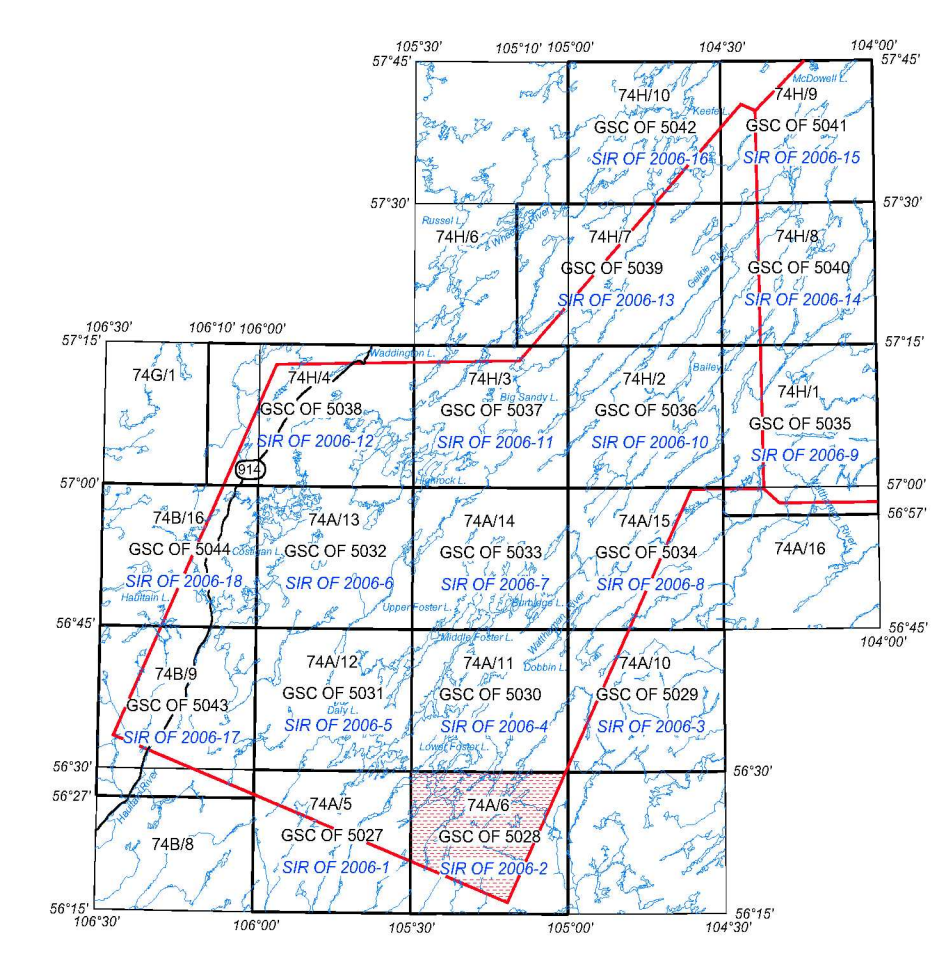 105°30'
105°10'
105°00'
104°30'
104°00'
57°45'
57°45'
McDowell L.
74H/10
Keefe L.
74H/9
GSC OF 5042
GSC OF 5041
SIR OF 2006-16
SIR OF 2006-15
57°30'
57°30'
Russel L.
Wheeler River
74H/6
74H/7
74H/8
Geikie River
GSC OF 5039
GSC OF 5040
SIR OF 2006-13
SIR OF 2006-14
106°30'
106°10'
106°00'
57°15'
57°15'
Waddington L.
74G/1
74H/4
74H/3
74H/2
Bailey L.
74H/1
Big Sandy L.
GSC OF 5038
GSC OF 5037
GSC OF 5036
GSC OF 5035
SIR OF 2006-12
SIR OF 2006-11
SIR OF 2006-10
SIR OF 2006-9
914
Highrock L.
57°00'
57°00'
56°57'
74B/16
74A/13
74A/14
74A/15
74A/16
GSC OF 5044
GSC OF 5032
GSC OF 5033
GSC OF 5034
SIR OF 2006-18
SIR OF 2006-6
SIR OF 2006-7
SIR OF 2006-8
Haultain L.
Upper Foster L.
Burbidge L.
56°45'
56°45'
104°00'
Middle Foster L.
74B/9
74A/12
74A/11
Dobbin L.
74A/10
GSC OF 5043
GSC OF 5031
GSC OF 5030
GSC OF 5029
Daly L.
SIR OF 2006-17
SIR OF 2006-5
SIR OF 2006-4
SIR OF 2006-3
Lower Foster L.
56°30'
56°30'
56°27'
Haultain River
74B/8
74A/5
74A/6
GSC OF 5027
GSC OF 5028
SIR OF 2006-1
SIR OF 2006-2
56°15'
56°15'
106°30'
106°00'
105°30'
105°00'
104°30'